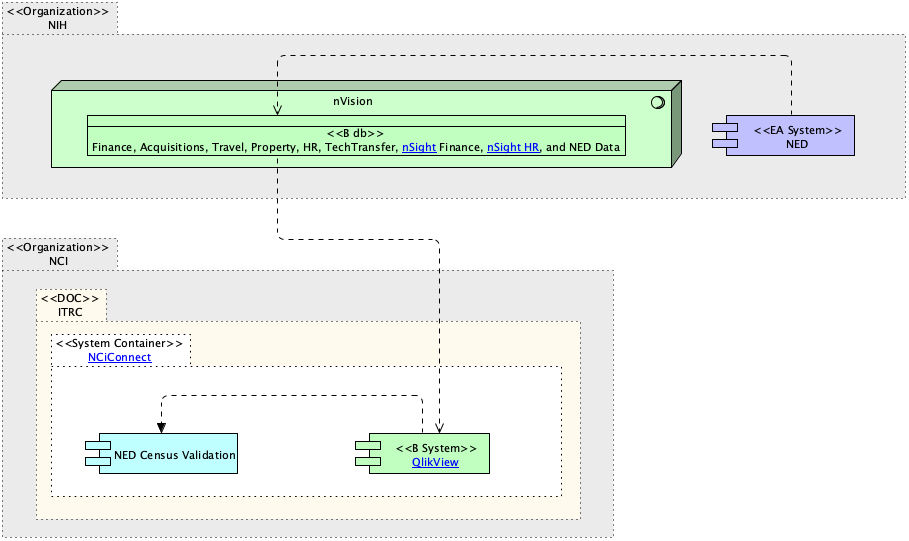 <<Organization>>
NIH
nVision
<<B db>>
Finance, Acquisitions, Travel, Property, HR, TechTransfer, nSight Finance, nSight HR, and NED Data
<<EA System>>
NED
<<Organization>>
NCI
<<DOC>>
ITRC
<<System Container>>
NCiConnect
NED Census Validation
<<B System>>
QlikView